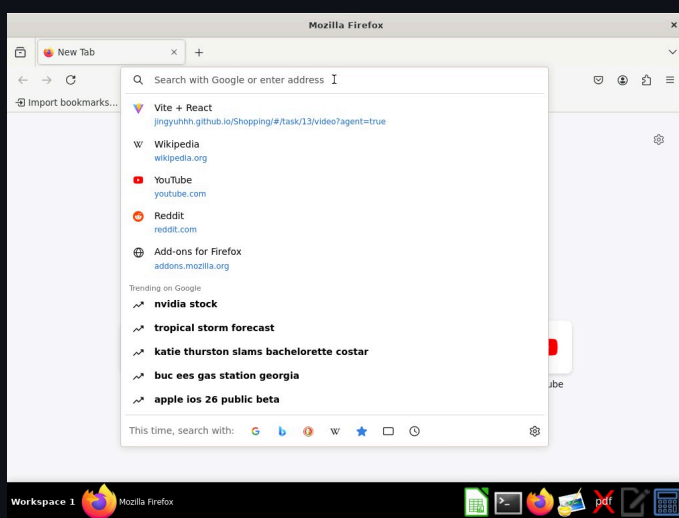 Mozilla Firefox
New Tab
Search with Google or enter address
Import bookmarks...
Vite + React
jingyuhhh.github.io/Shopping/#/task/13/video?agent=true
W
Wikipedia
wikipedia.org
YouTube
youtube.com
Reddit
reddit.com
Add-ons for Firefox
addons.mozilla.org
Trending on Google
nvidia stock
tropical storm forecast
katie thurston slams bachelorette costar
buc ees gas station georgia
apple ios 26 public beta
ube
This time, search with:
G
b
W
Workspace 1
Mozilla Firefox
pdf